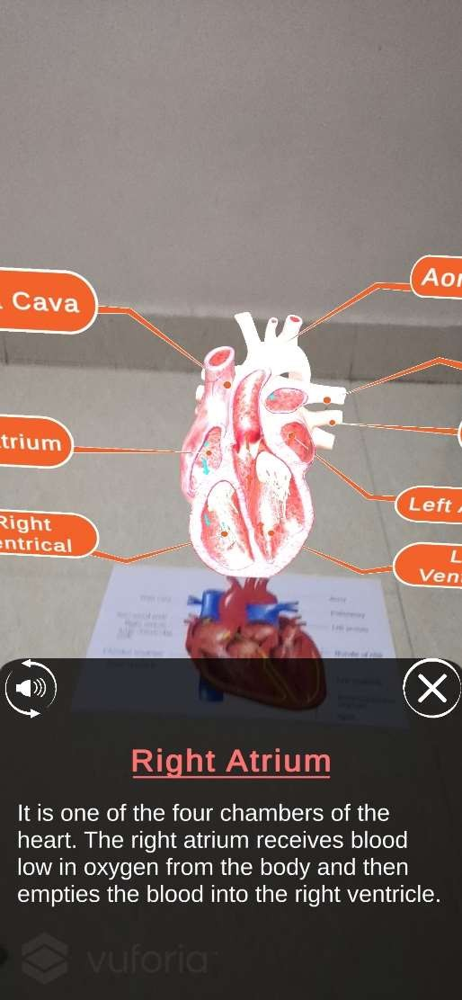 Aor
Cava
trium
Left A
Right
entrical
L
Vent
Right Atrium
It is one of the four chambers of the
heart. The right atrium receives blood
low in oxygen from the body and then
empties the blood into the right ventricle.
vuforia